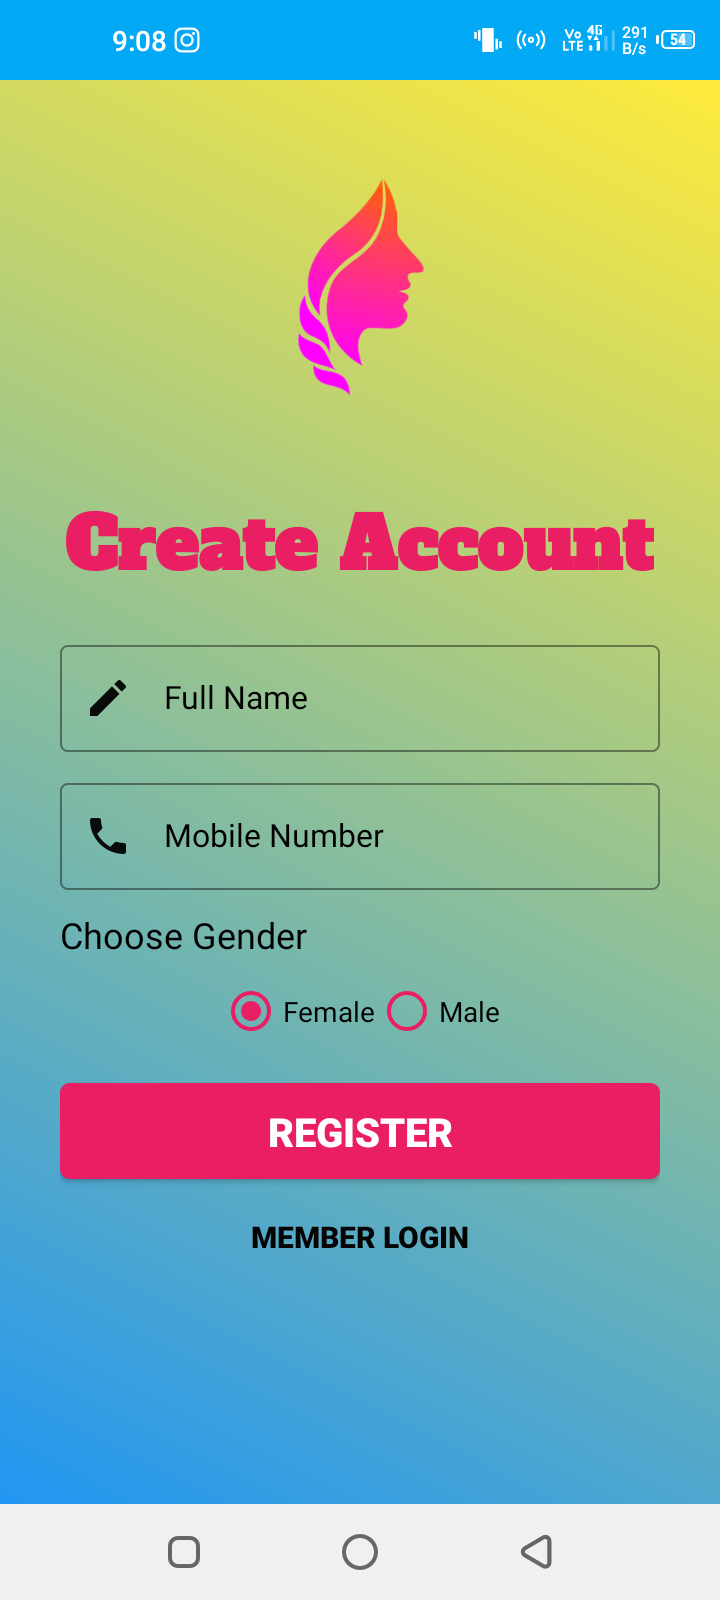 9:08
Vo LTE 4G 291 B/s 54
Create Account
Full Name
Mobile Number
Choose Gender
Female Male
REGISTER
MEMBER LOGIN